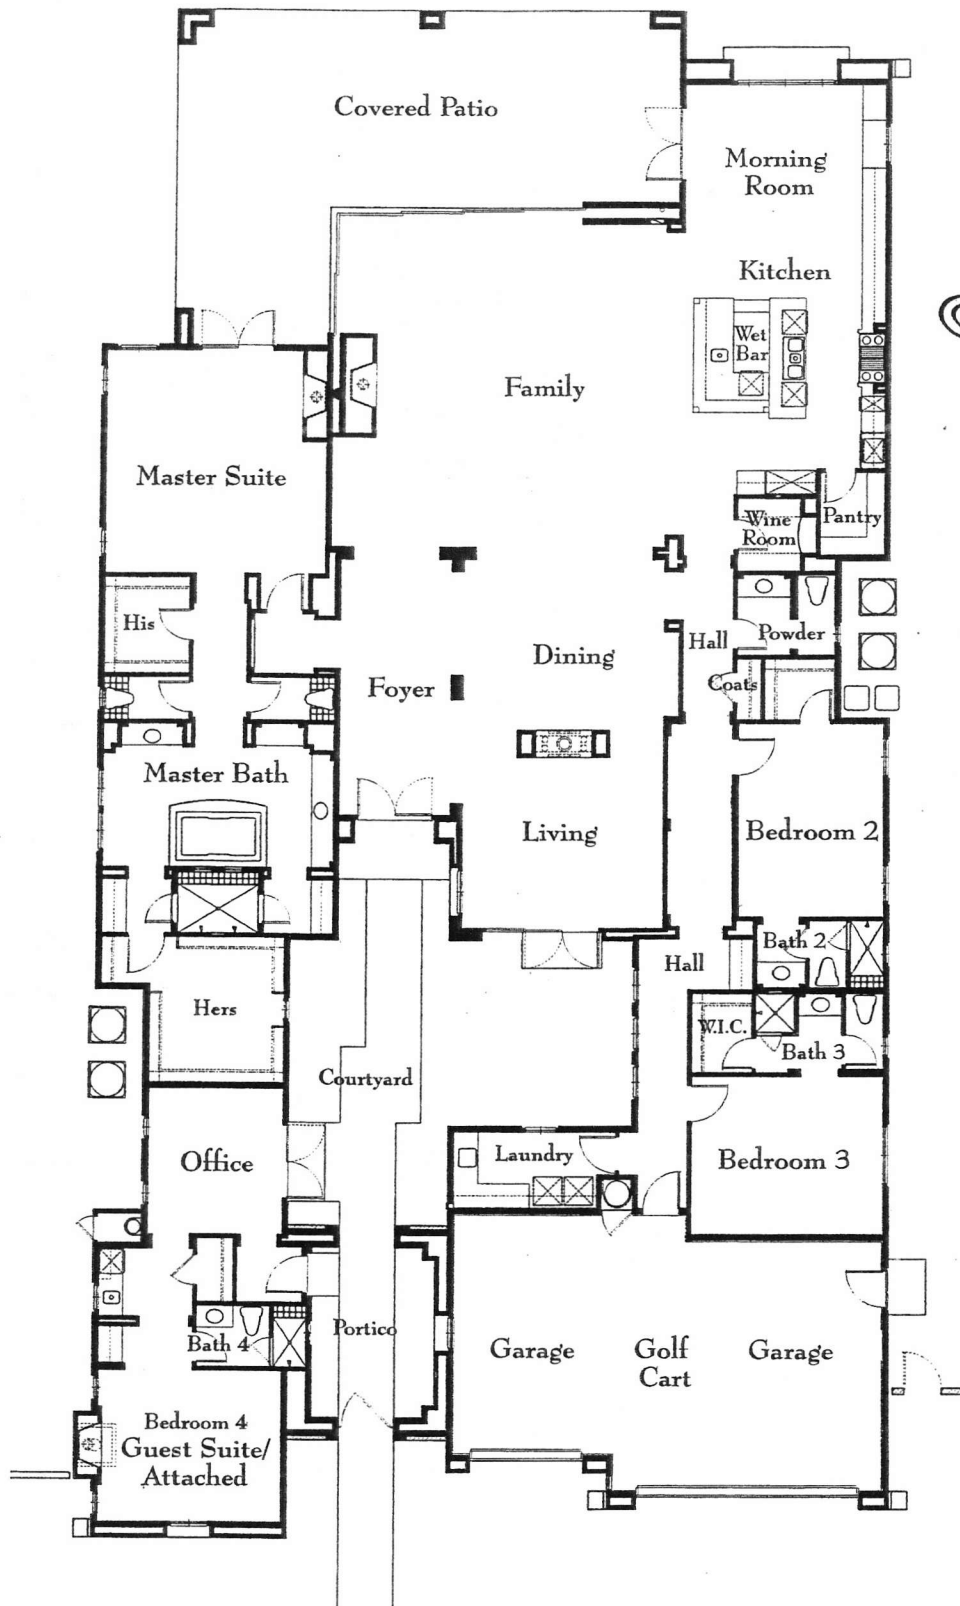 Covered Patio
Morning
Room
Kitchen
Wet
Bar
Family
Master Suite
Wine
Room
Pantry
His
Hall
Powder
Dining
Foyer
Coats
Master Bath
Living
Bedroom 2
Bath 2
Hall
Hers
W.I.C.
Bath 3
Courtyard
Laundry
Office
Bedroom 3
Portico
Bath 4
Garage
Golf
Cart
Garage
Bedroom 4
Guest Suite/
Attached